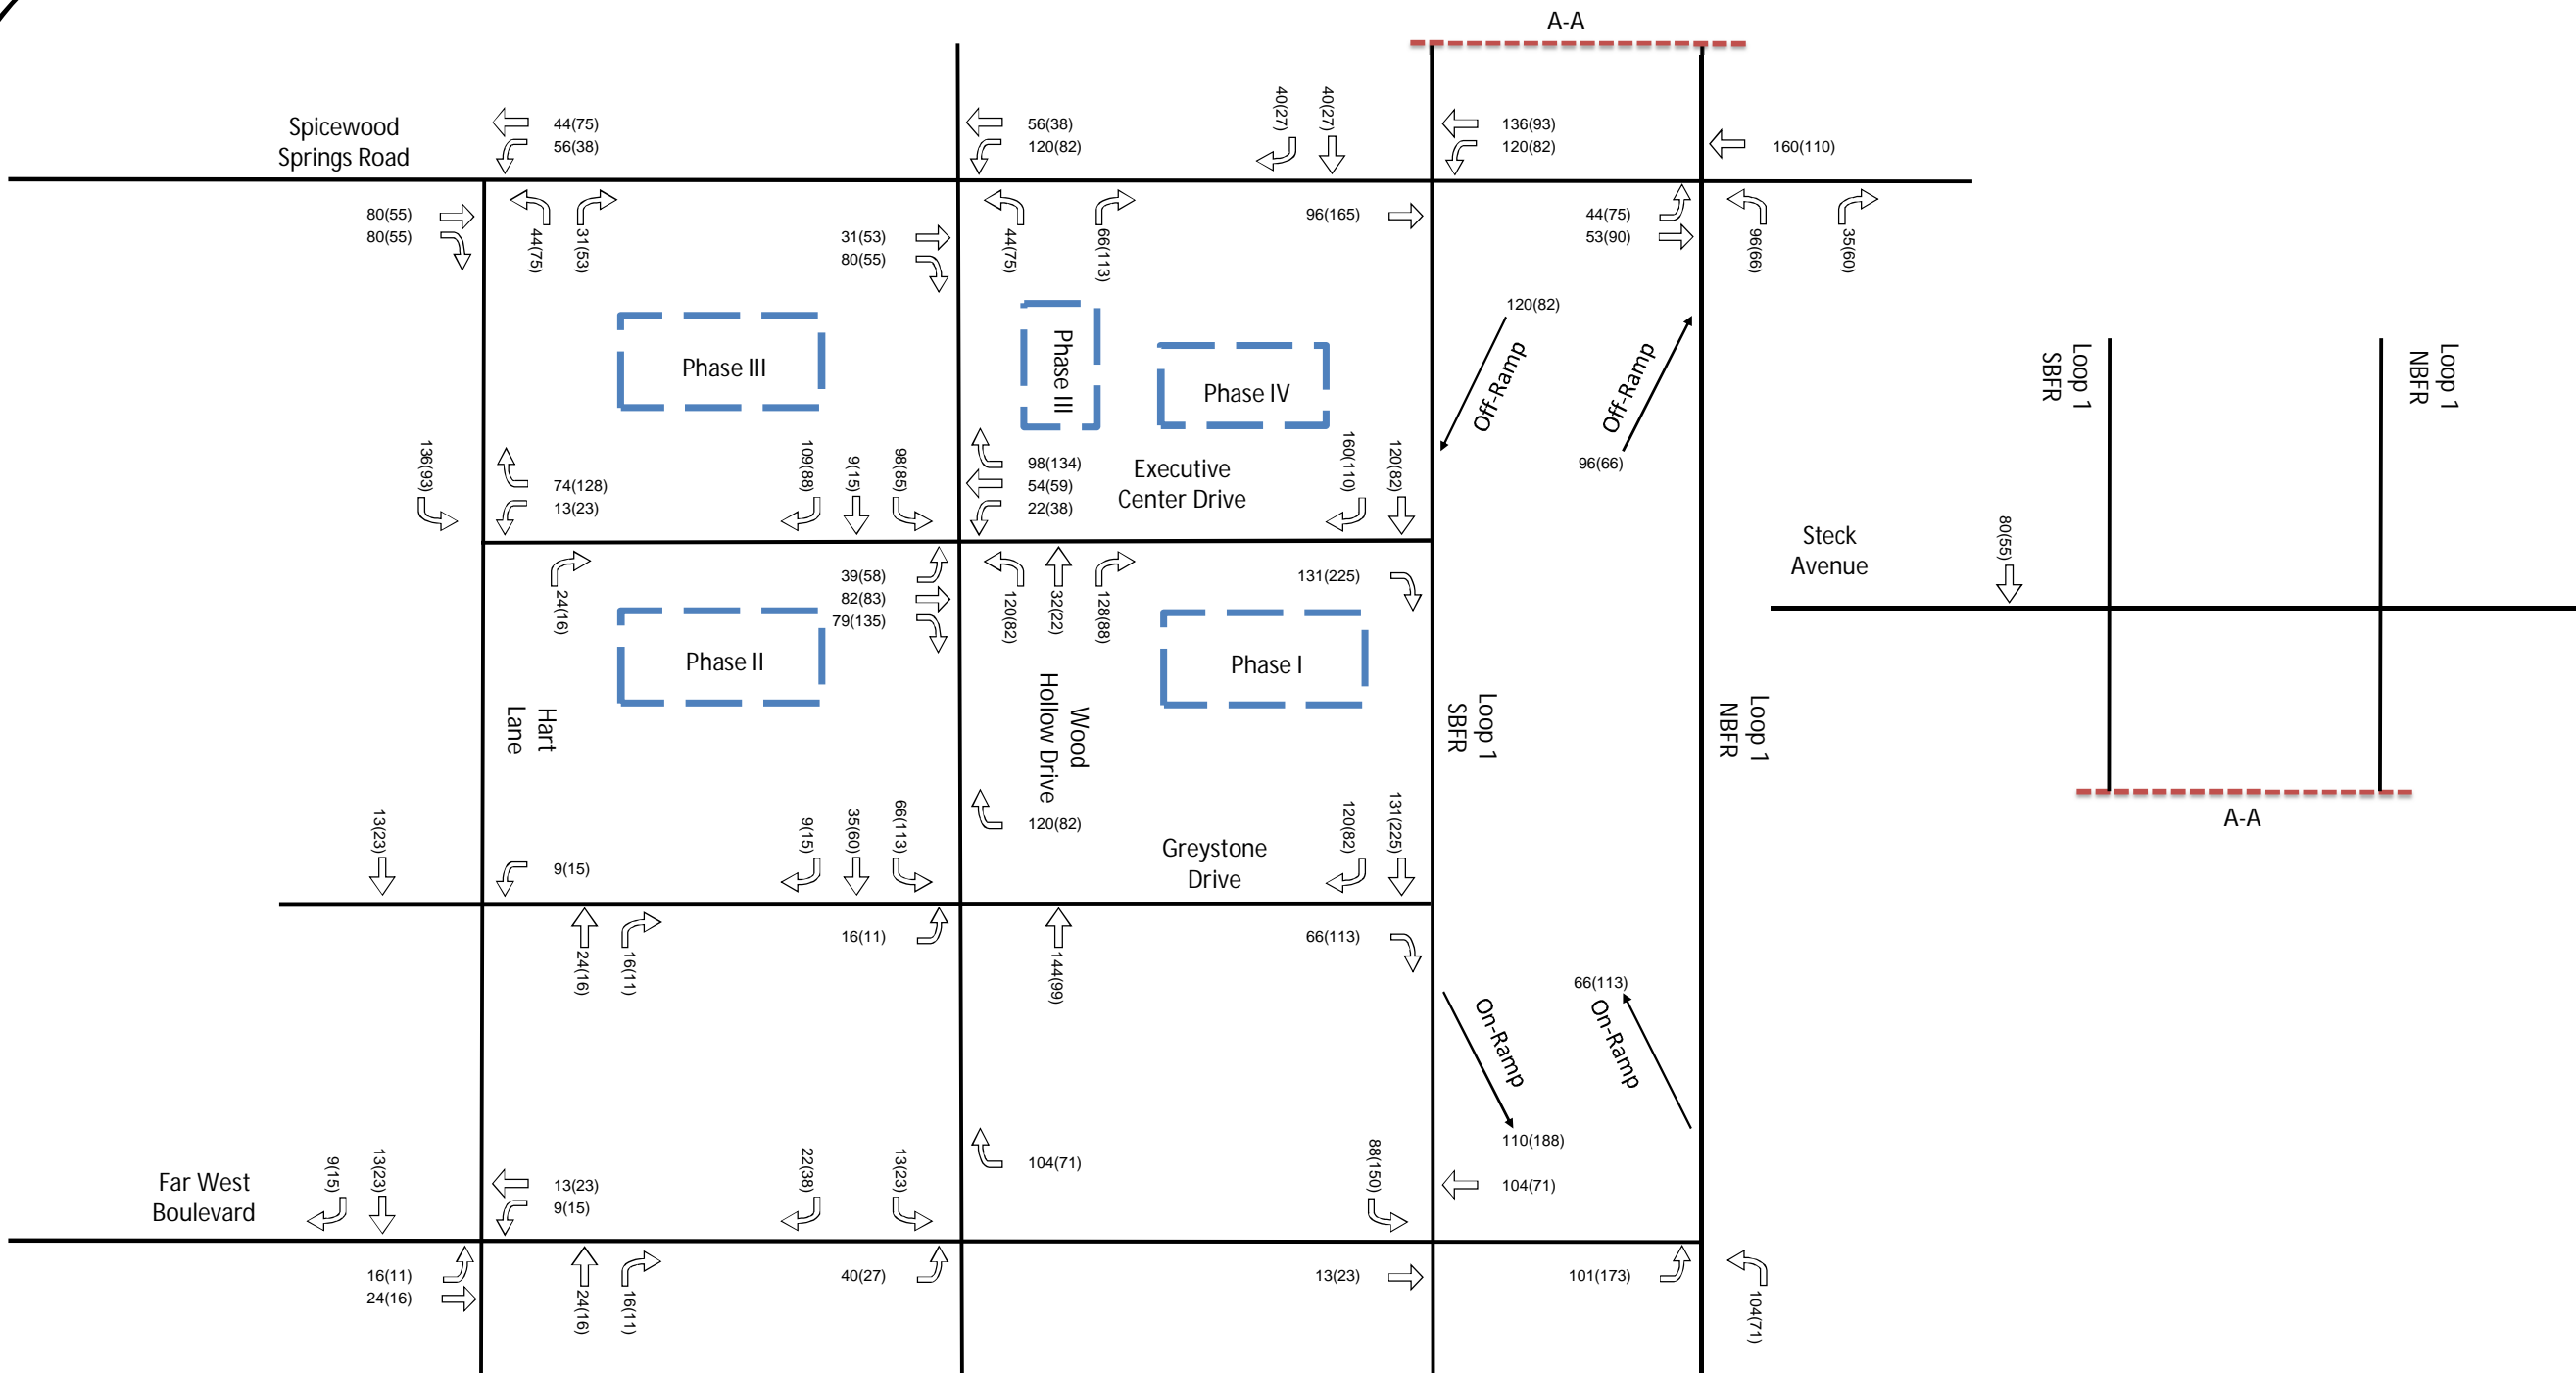 A-A
Spicewood
Springs Road
44(75)
56(38)
56(38)
120(82)
40(27)
40(27)
136(93)
120(82)
160(110)
80(55)
80(55)
44(75)
31(53)
31(53)
80(55)
44(75)
66(113)
96(165)
44(75)
53(90)
96(66)
35(60)
Phase III
Phase III
Phase IV
120(82)
Off-Ramp
Off-Ramp
96(66)
Loop 1
SBFR
Loop 1
NBFR
136(93)
74(128)
13(23)
109(88)
9(15)
98(85)
98(134)
54(59)
22(38)
Executive
Center Drive
160(110)
120(82)
Steck
Avenue
80(55)
24(16)
39(58)
82(83)
79(135)
120(82)
32(22)
128(88)
131(225)
Phase II
Phase I
Hart
Lane
Wood
Hollow Drive
Loop 1
SBFR
Loop 1
NBFR
A-A
13(23)
9(15)
9(15)
35(60)
66(113)
120(82)
Greystone
Drive
120(82)
131(225)
24(16)
16(11)
16(11)
144(99)
66(113)
On-Ramp
110(188)
66(113)
On-Ramp
Far West
Boulevard
9(15)
13(23)
13(23)
9(15)
22(38)
13(23)
104(71)
88(150)
104(71)
16(11)
24(16)
24(16)
16(11)
40(27)
13(23)
101(173)
104(71)